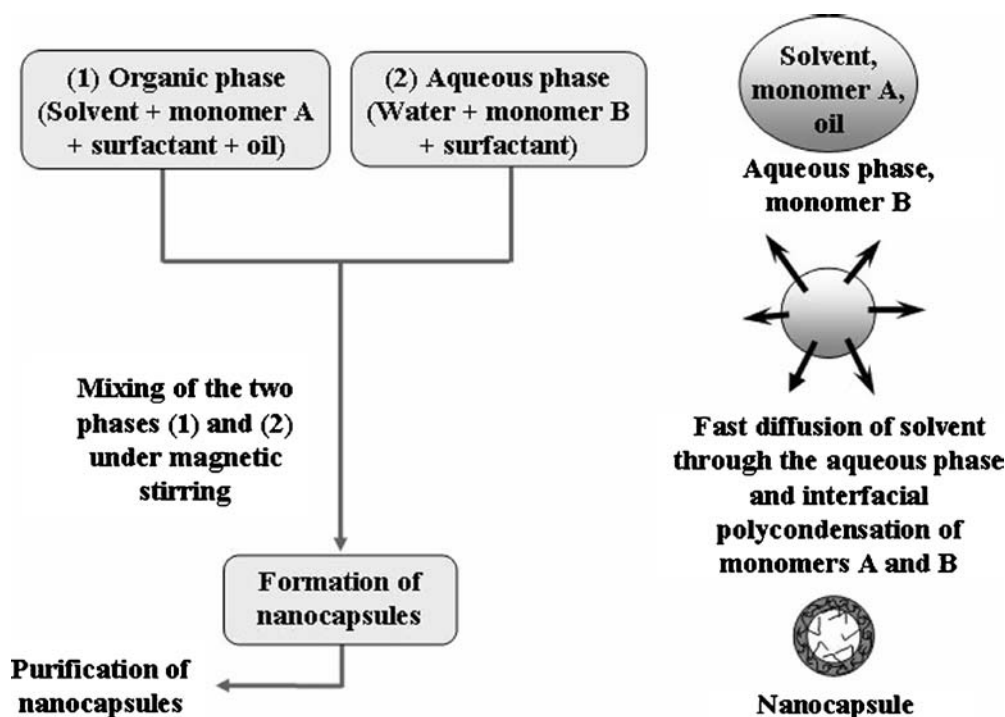 (1) Organic phase
(Solvent + monomer A
+ surfactant + oil)
(2) Aqueous phase
(Water + monomer B
+ surfactant)
Mixing of the two
phases (1) and (2)
under magnetic
stirring
Formation of
nanocapsules
Purification of
nanocapsules
Solvent,
monomer A,
oil
Aqueous phase,
monomer B
Fast diffusion of solvent
through the aqueous phase
and interfacial
polycondensation of
monomers A and B
Nanocapsule